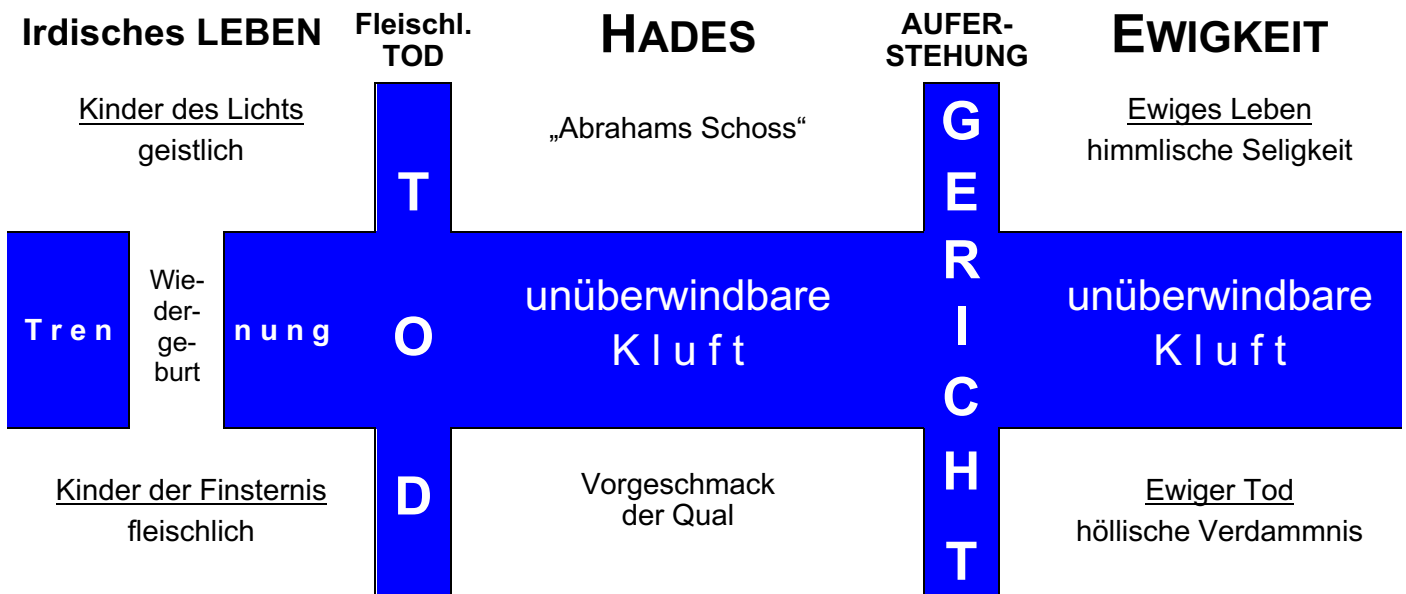 Irdisches LEBEN
Fleischl.
TOD
HADES
AUFER-
STEHUNG
EWIGKEIT
Kinder des Lichts
geistlich
„Abrahams Schoss“
Ewiges Leben
himmlische Seligkeit
T r e n
Wie-
der-
ge-
burt
n u n g
T
O
D
unüberwindbare
K l u f t
G
E
R
I
C
H
T
unüberwindbare
K l u f t
Kinder der Finsternis
fleischlich
Vorgeschmack
der Qual
Ewiger Tod
höllische Verdammnis